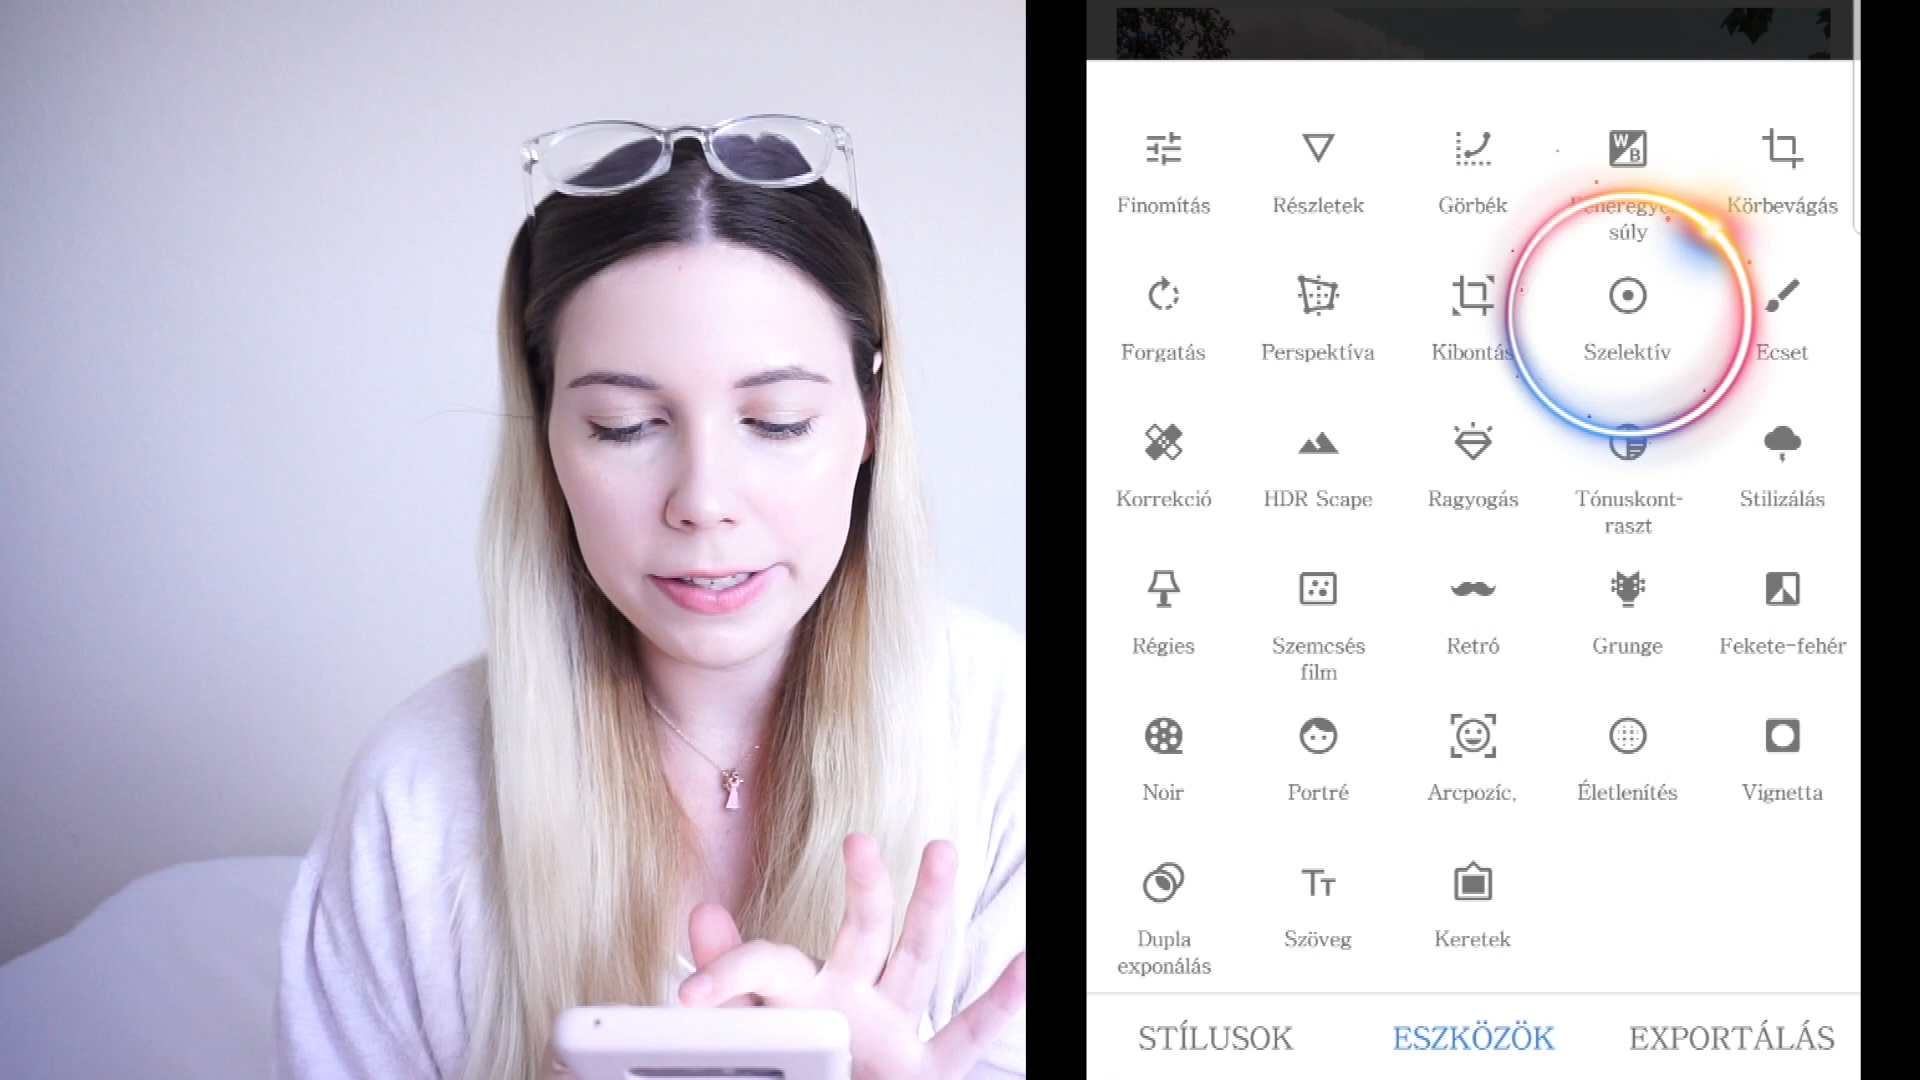 Finomítás
Részletek
Görbék
Fehéregyen-
súly
Körbevágás
Forgatás
Perspektíva
Kibontás
Szelektív
Ecset
Korrekció
HDR Scape
Ragyogás
Tónuskont-
raszt
Stilizálás
Régies
Szemcsés
film
Retró
Grunge
Fekete-fehér
Noir
Portré
Arcpozíc.
Életlenítés
Vignetta
Dupla
exponálás
Szöveg
Keretek
STÍLUSOK
ESZKÖZÖK
EXPORTÁLÁS